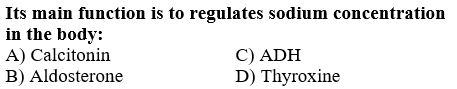 Its main function is to regulates sodium concentration
in the body:
A) Calcitonin C) ADH
B) Aldosterone D) Thyroxine